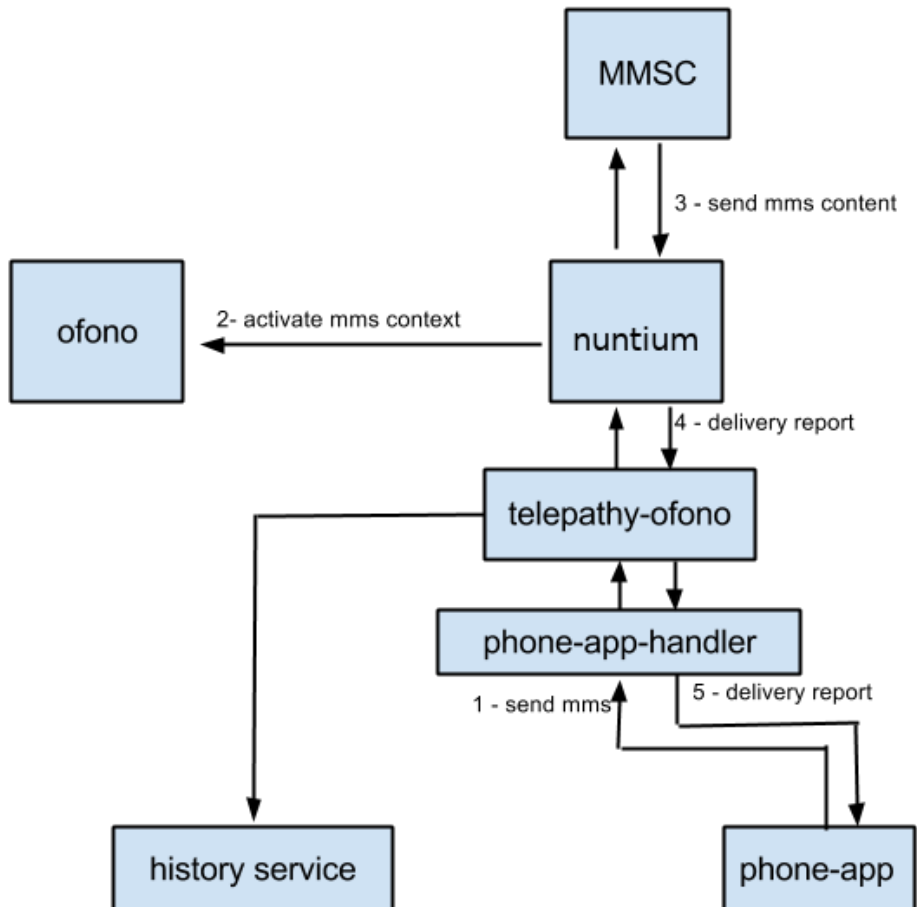 MMSC
3 - send mms content
ofono
2- activate mms context
nuntium
4 - delivery report
telepathy-ofono
phone-app-handler
1 - send mms
5 - delivery report
history service
phone-app